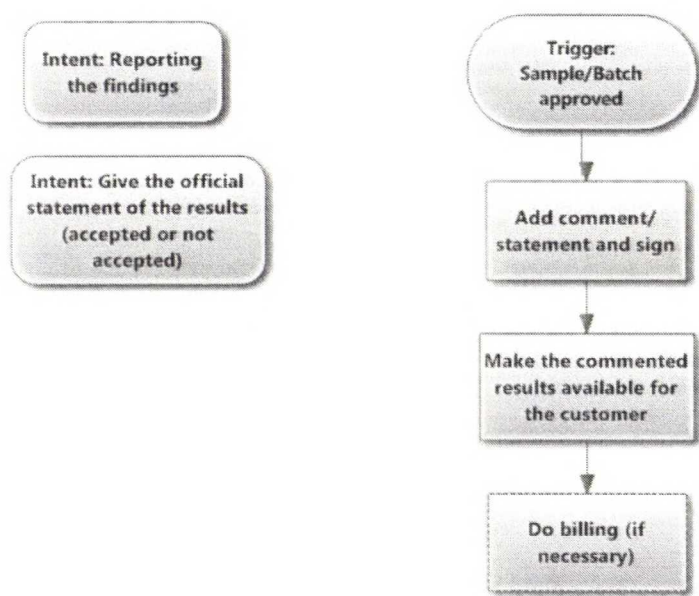 Intent: Reporting
the findings
Intent: Give the official
statement of the results
(accepted or not
accepted)
Trigger:
Sample/Batch
approved
Add comment/
statement and sign
Make the commented
results available for
the customer
Do billing (if
necessary)